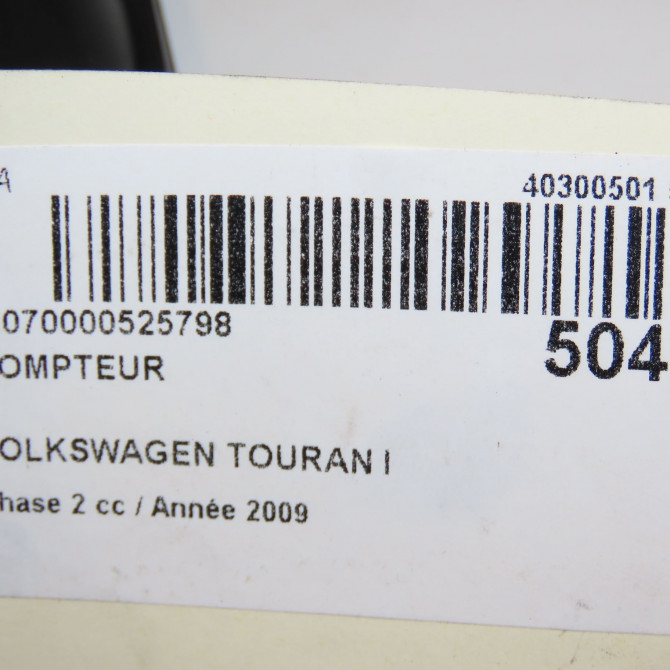 A 40300501
070000525798
504
OMPTEUR
OLKSWAGEN TOURAN I
hase 2 cc / Année 2009